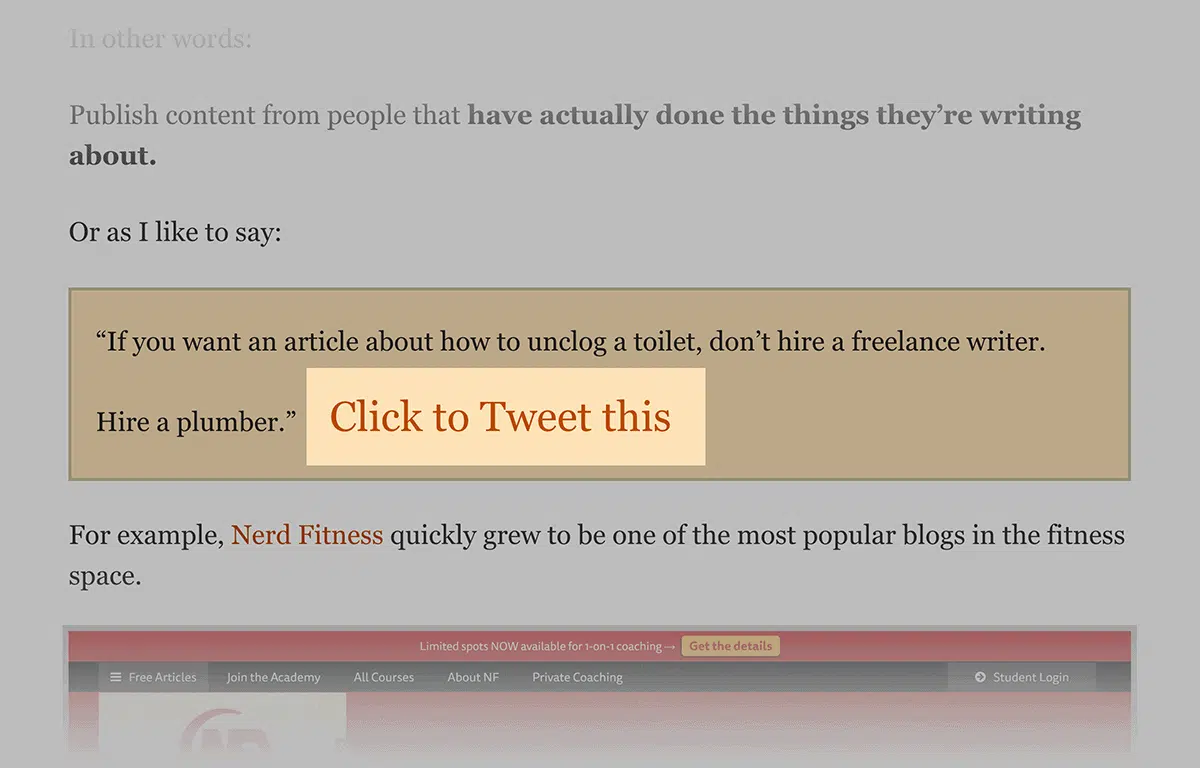 In other words:
Publish content from people that have actually done the things they’re writing
about.
Or as I like to say:
“If you want an article about how to unclog a toilet, don’t hire a freelance writer.
Hire a plumber.” Click to Tweet this
For example, Nerd Fitness quickly grew to be one of the most popular blogs in the fitness
space.
Limited spots NOW available for 1-on-1 coaching → Get the details
Free Articles Join the Academy All Courses About NF Private Coaching Student Login